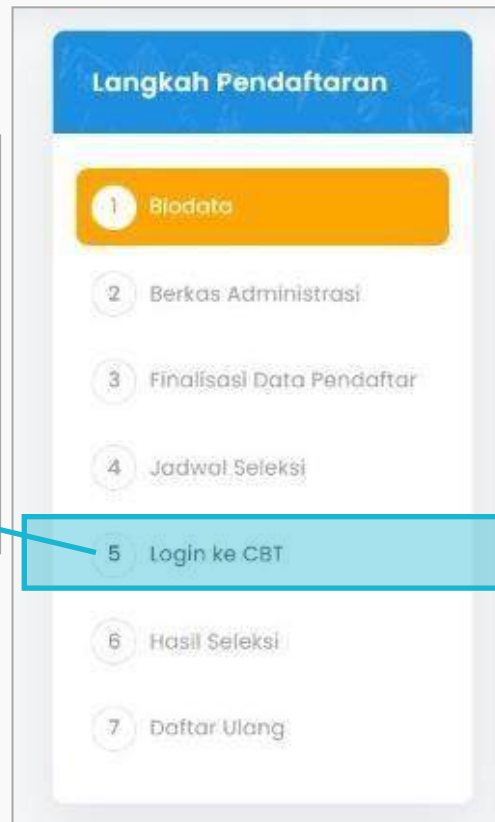 Langkah Pendaftaran
1 Biodata
2 Berkas Administrasi
3 Finalisasi Data Pendaftar
4 Jadwal Seleksi
5 Login ke CBT
6 Hasil Seleksi
7 Daftar Ulang